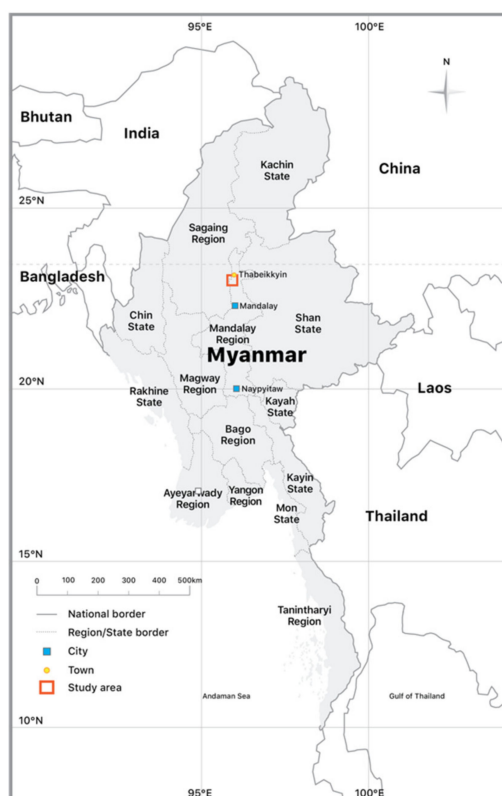 95°E
100°E
N
Bhutan
India
China
Kachin
State
25°N
Sagaing
Region
Bangladesh
Thabeikkyin
Mandalay
Chin
State
Mandalay
Region
Shan
State
Myanmar
20°N
Rakhine
State
Magway
Region
Naypyitaw
Kayah
State
Laos
Bago
Region
Ayeyarwady
Region
Yangon
Region
Kayin
State
Mon
State
Thailand
15°N
0 100 200 300 400 500km
Tanintharyi
Region
National border
Region/State border
City
Town
Study area
Andaman Sea
Gulf of Thailand
10°N
95°E
100°E